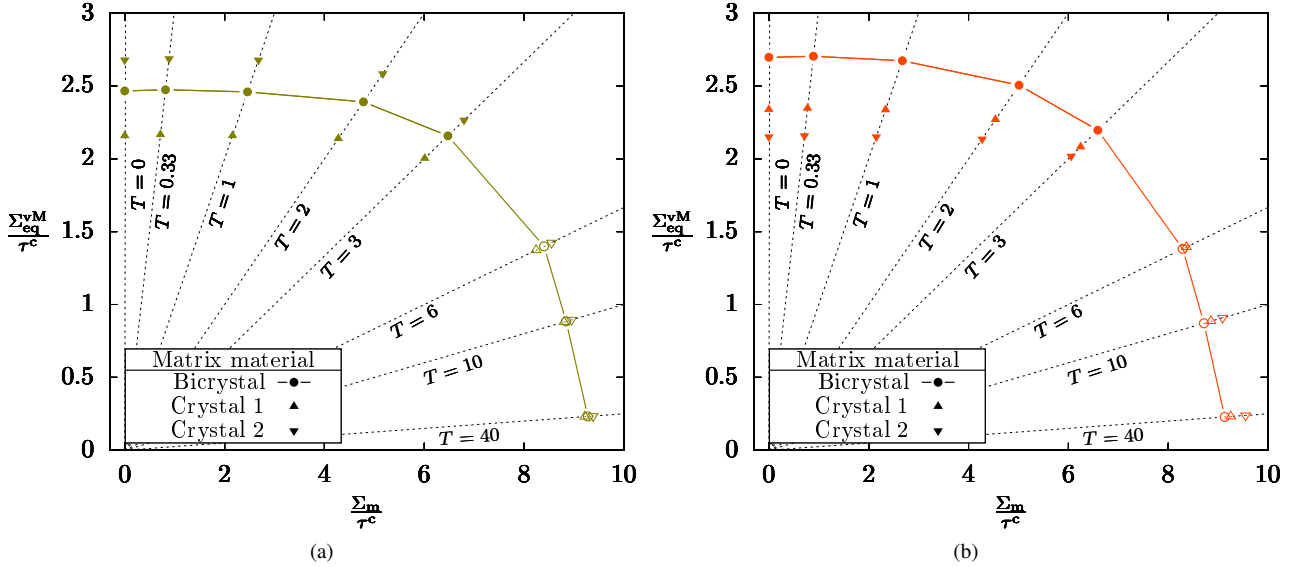 3
2.5
2
1.5
1
0.5
0
Σ_eq^vM / τ^c
T = 0
T = 0.33
T = 1
T = 2
T = 3
T = 6
T = 10
T = 40
Matrix material
Bicrystal
Crystal 1
Crystal 2
0 2 4 6 8 10
Σ_m / τ^c
(a)
3
2.5
2
1.5
1
0.5
0
Σ_eq^vM / τ^c
T = 0
T = 0.33
T = 1
T = 2
T = 3
T = 6
T = 10
T = 40
Matrix material
Bicrystal
Crystal 1
Crystal 2
0 2 4 6 8 10
Σ_m / τ^c
(b)